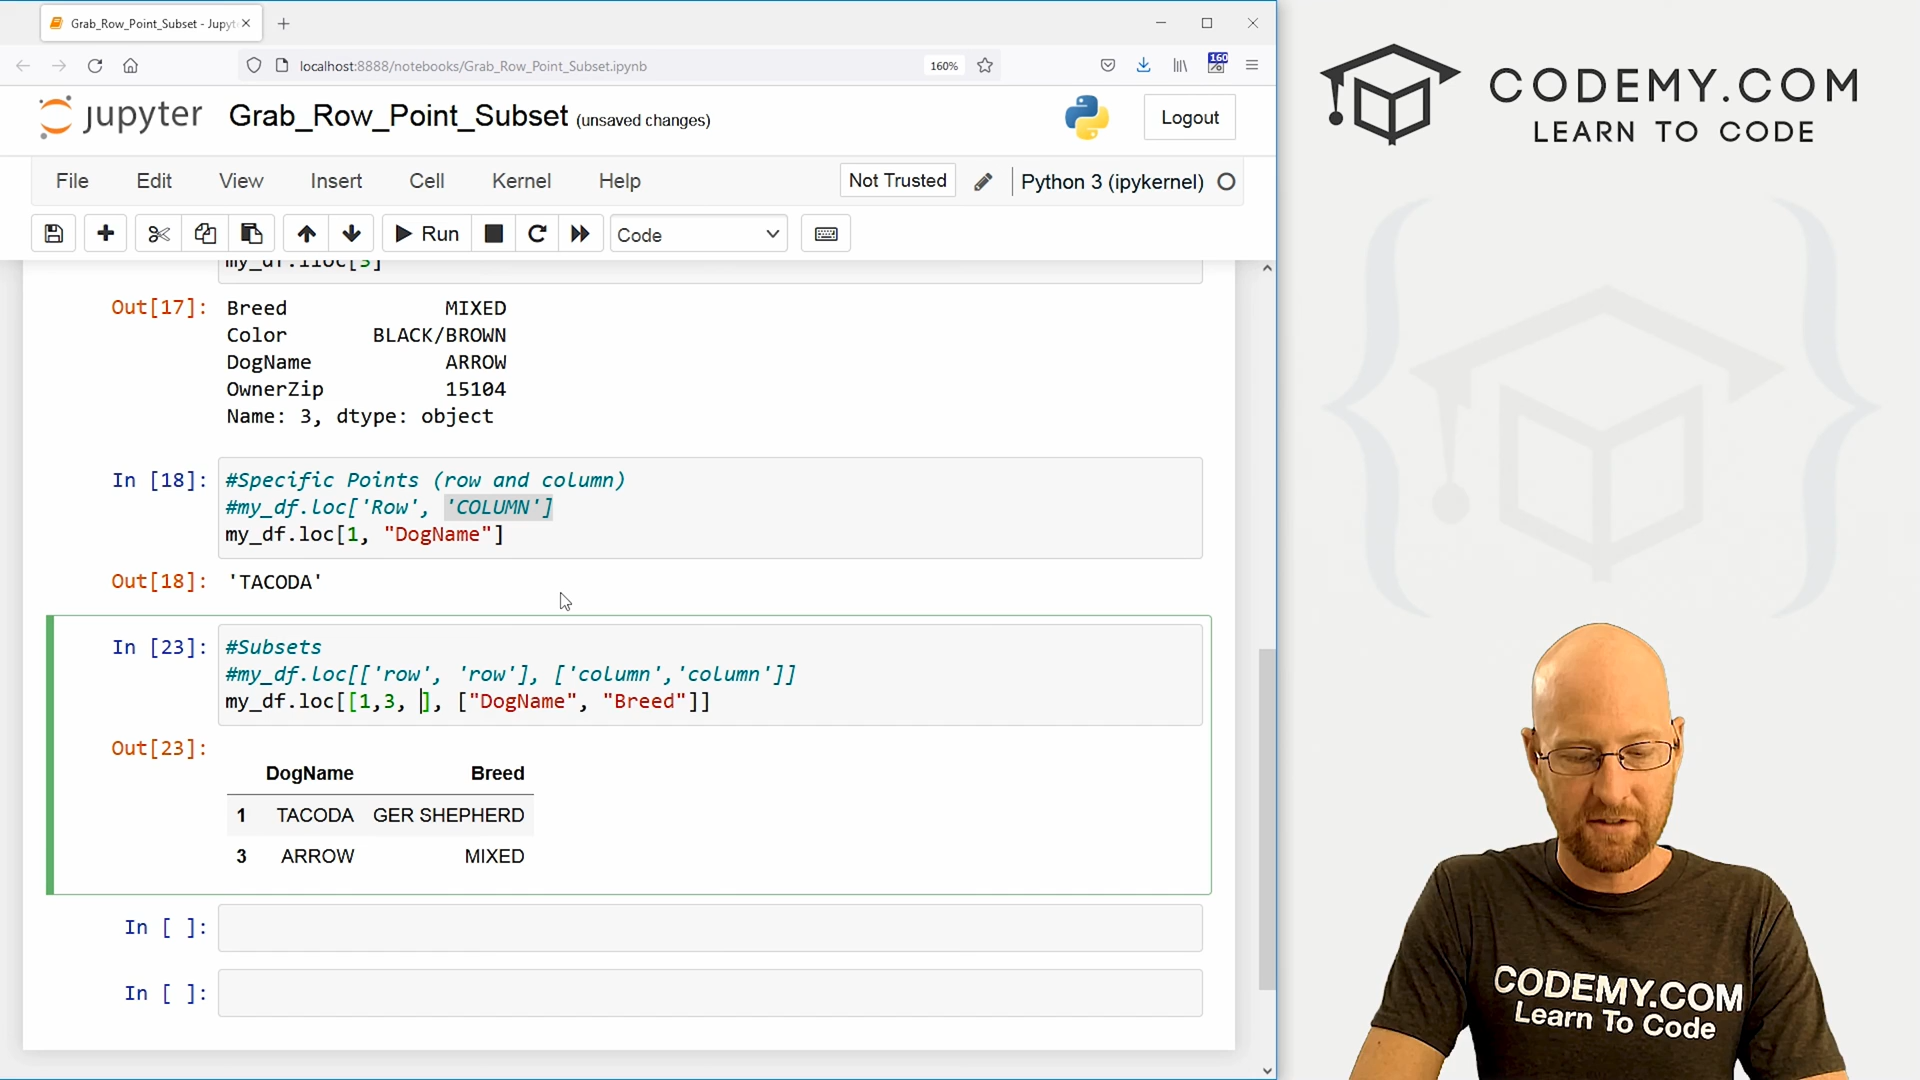 Grab_Row_Point_Subset - Jupyt
localhost:8888/notebooks/Grab_Row_Point_Subset.ipynb
160%
160
jupyter Grab_Row_Point_Subset (unsaved changes)
Logout
File Edit View Insert Cell Kernel Help
Not Trusted
Python 3 (ipykernel)
Run
Code
my_df.iloc[3]
Out[17]:
Breed MIXED
Color BLACK/BROWN
DogName ARROW
OwnerZip 15104
Name: 3, dtype: object
In [18]:
#Specific Points (row and column)
#my_df.loc['Row', 'COLUMN']
my_df.loc[1, "DogName"]
Out[18]: 'TACODA'
In [23]:
#Subsets
#my_df.loc[['row', 'row'], ['column','column']]
my_df.loc[[1,3, ], ["DogName", "Breed"]]
Out[23]:
DogName Breed
1 TACODA GER SHEPHERD
3 ARROW MIXED
In [ ]:
In [ ]:
CODEMY.COM
LEARN TO CODE
CODEMY.COM
Learn To Code